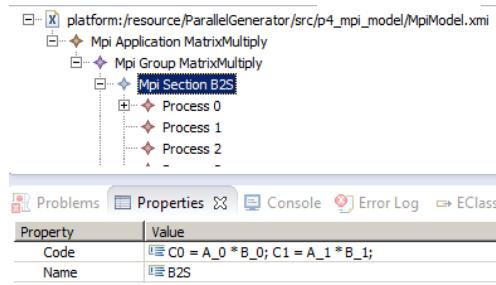 platform:/resource/ParallelGenerator/src/p4_mpi_model/MpiModel.xmi
Mpi Application MatrixMultiply
Mpi Group MatrixMultiply
Mpi Section B2S
Process 0
Process 1
Process 2
Problems Properties Console Error Log EClass
Property Value
Code C0 = A_0 * B_0; C1 = A_1 * B_1;
Name B2S